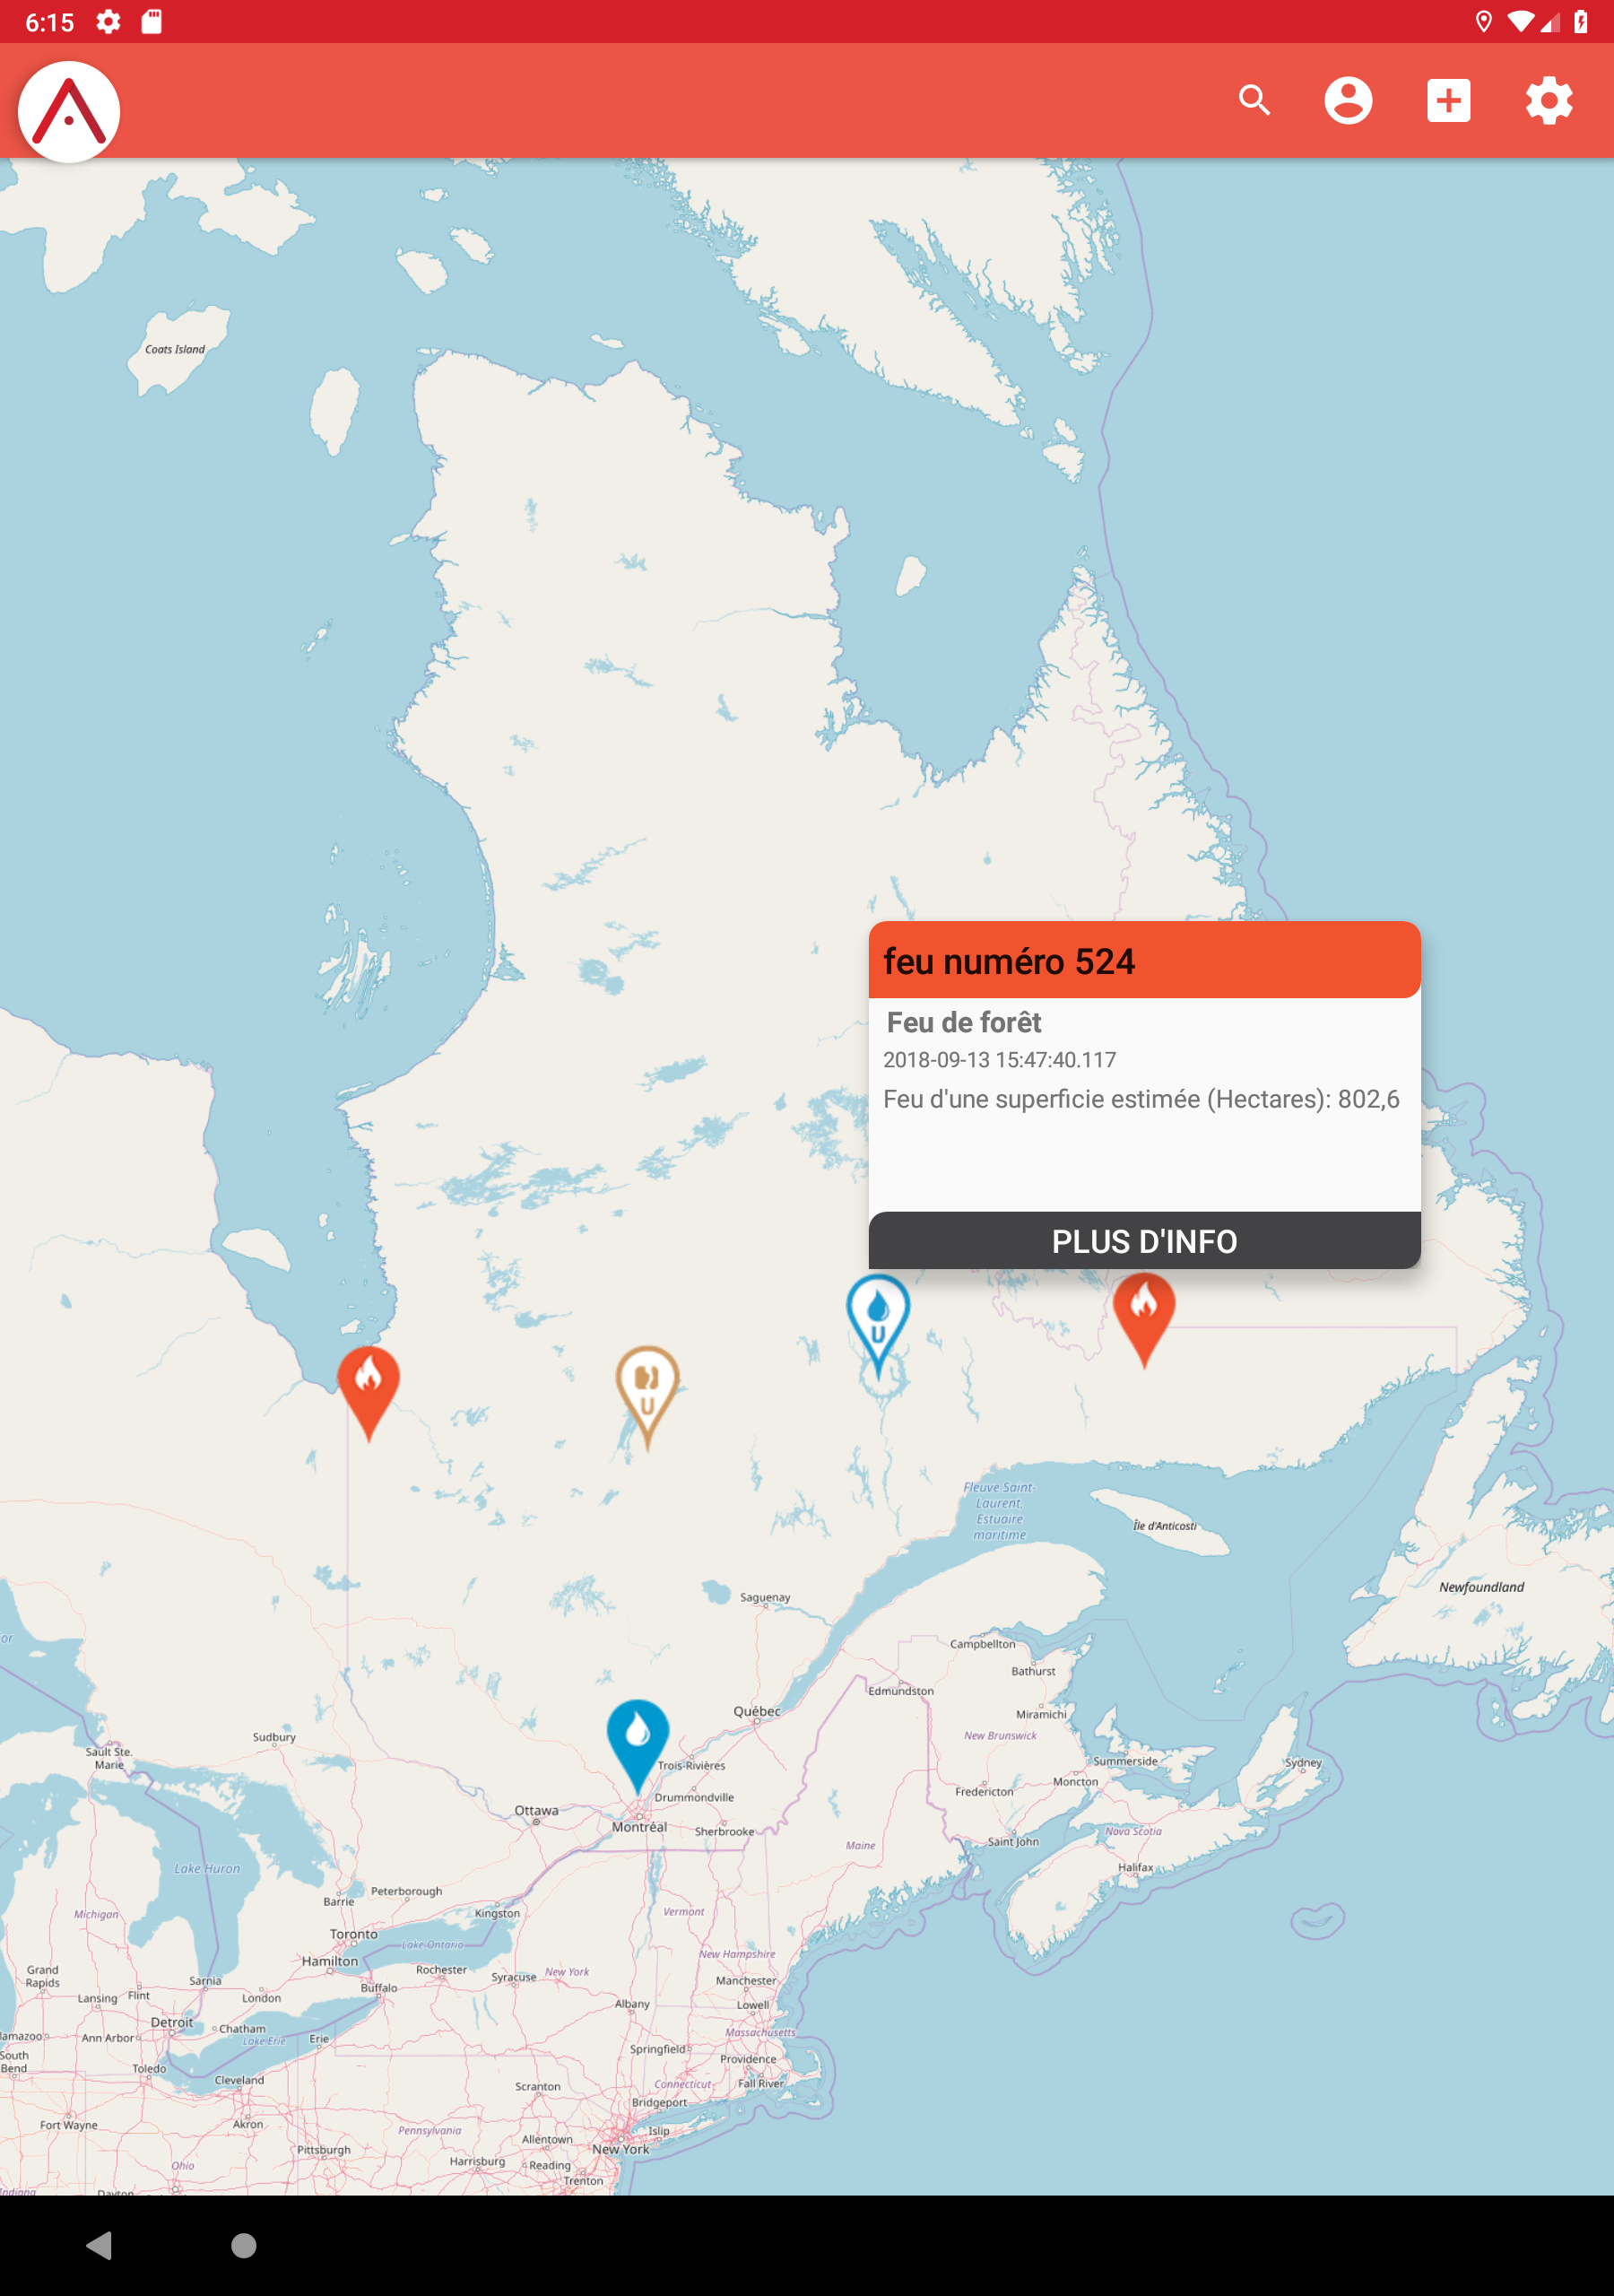 6:15
Coats Island
feu numéro 524
Feu de forêt
2018-09-13 15:47:40.117
Feu d'une superficie estimée (Hectares): 802,6
PLUS D'INFO
U
U
Fleuve Saint-
Laurent,
Estuaire
maritime
Île d'Anticosti
Newfoundland
Saguenay
or
Campbellton
Bathurst
Edmundston
Miramichi
Québec
New Brunswick
Sudbury
Sault Ste.
Marie
Trois-Rivières
Summerside
Sydney
Moncton
Fredericton
Drummondville
Ottawa
Montréal
Sherbrooke
Nova Scotia
Saint John
Maine
Halifax
Lake Huron
Peterborough
Barrie
Kingston
Vermont
Michigan
Toronto
Lake Ontario
New Hampshire
Hamilton
Grand
Rapids
Sarnia
Rochester
Syracuse
New York
Manchester
Buffalo
Lansing
Flint
London
Albany
Lowell
Detroit
Chatham
Massachusetts
lamazoo
Ann Arbor
Lake Erie
Erie
Springfield
South
Bend
Toledo
Providence
Cleveland
Connecticut
Fall River
Scranton
Bridgeport
Fort Wayne
Akron
Pennsylvania
Islip
Allentown
New York
Pittsburgh
Harrisburg
Reading
Ohio
Trenton
Indiana
Dayton